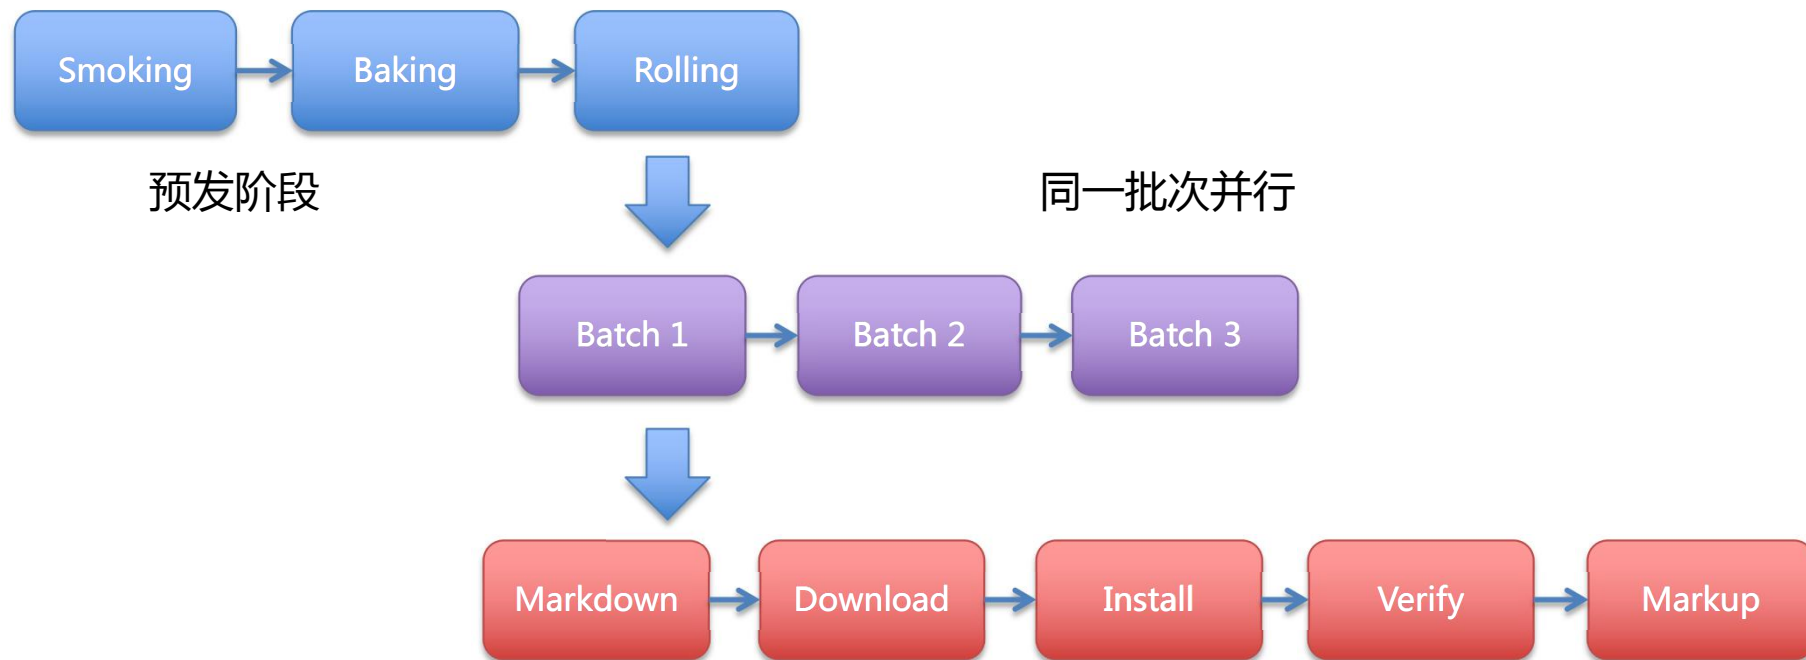 Smoking
Baking
Rolling
预发阶段
同一批次并行
Batch 1
Batch 2
Batch 3
Markdown
Download
Install
Verify
Markup